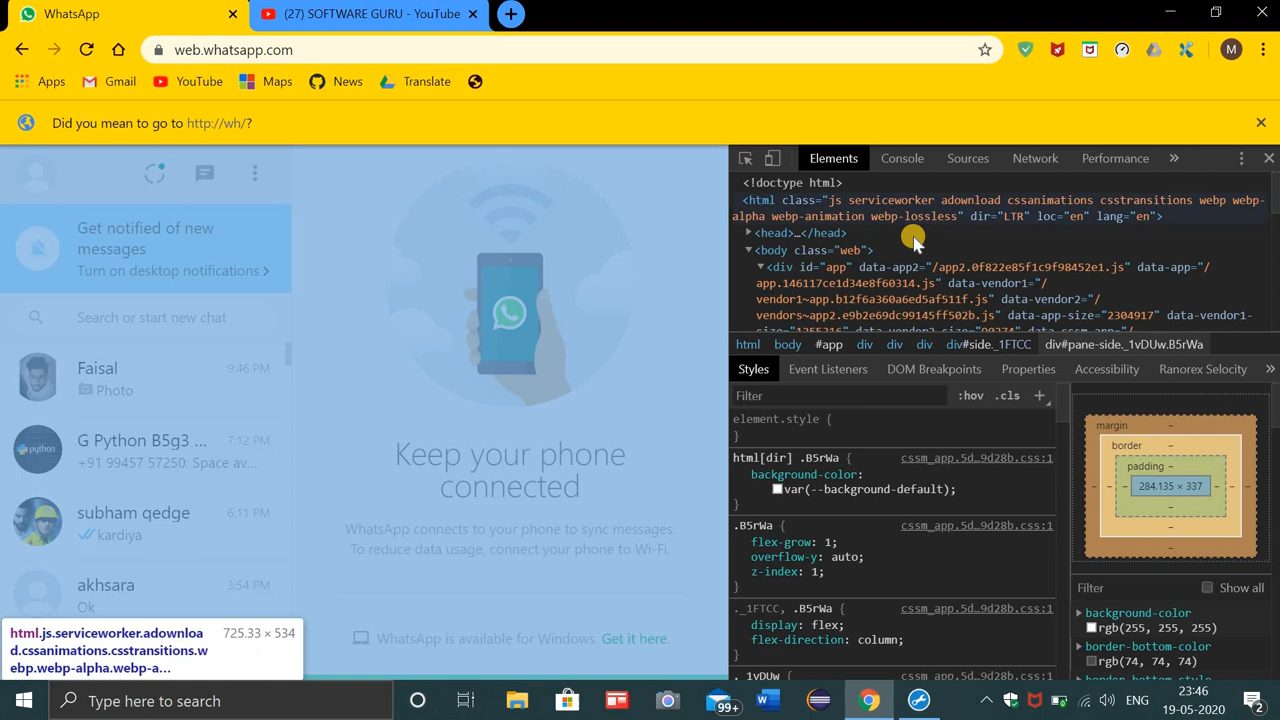 WhatsApp
(27) SOFTWARE GURU - YouTube
web.whatsapp.com
M
Apps
Gmail
YouTube
Maps
News
Translate
Did you mean to go to http://wh/?
Get notified of new
messages
Turn on desktop notifications >
Search or start new chat
Faisal
9:46 PM
Photo
G Python B5g3 ...
7:12 PM
+91 99457 57250: Space av...
python
subham qedge
6:11 PM
kardiya
akhsara
3:54 PM
Ok
html.js.serviceworker.adownloa
d.cssanimations.csstransitions.w
ebp.webp-alpha.webp-a...
725.33 × 534
Keep your phone
connected
WhatsApp connects to your phone to sync messages.
To reduce data usage, connect your phone to Wi-Fi.
WhatsApp is available for Windows. Get it here.
Elements
Console
Sources
Network
Performance
»
<!doctype html>
<html class="js serviceworker adownload cssanimations csstransitions webp webp-
alpha webp-animation webp-lossless" dir="LTR" loc="en" lang="en">
<head>…</head>
<body class="web">
<div id="app" data-app2="/app2.0f822e85f1c9f98452e1.js" data-app="/
app.146117ce1d34e8f60314.js" data-vendor1="/
vendor1~app.b12f6a360a6ed5af511f.js" data-vendor2="/
vendors~app2.e9b2e69dc99145ff502b.js" data-app-size="2304917" data-vendor1-
html
body
#app
div
div
div
div#side._1FTCC
div#pane-side._1vDUw.B5rWa
Styles
Event Listeners
DOM Breakpoints
Properties
Accessibility
Ranorex Selocity
»
Filter
:hov
.cls
+
element.style {
}
html[dir] .B5rWa {
cssm_app.5d…9d28b.css:1
background-color:
var(--background-default);
}
.B5rWa {
cssm_app.5d…9d28b.css:1
flex-grow: 1;
overflow-y: auto;
z-index: 1;
}
._1FTCC, .B5rWa {
cssm_app.5d…9d28b.css:1
display: flex;
flex-direction: column;
}
._1vDUw
cssm_app.5d…9d28b.css:1
margin
-
border
-
padding
-
284.135 × 337
Filter
Show all
background-color
rgb(255, 255, 255)
border-bottom-color
rgb(74, 74, 74)
Type here to search
99+
ENG
23:46
19-05-2020
2